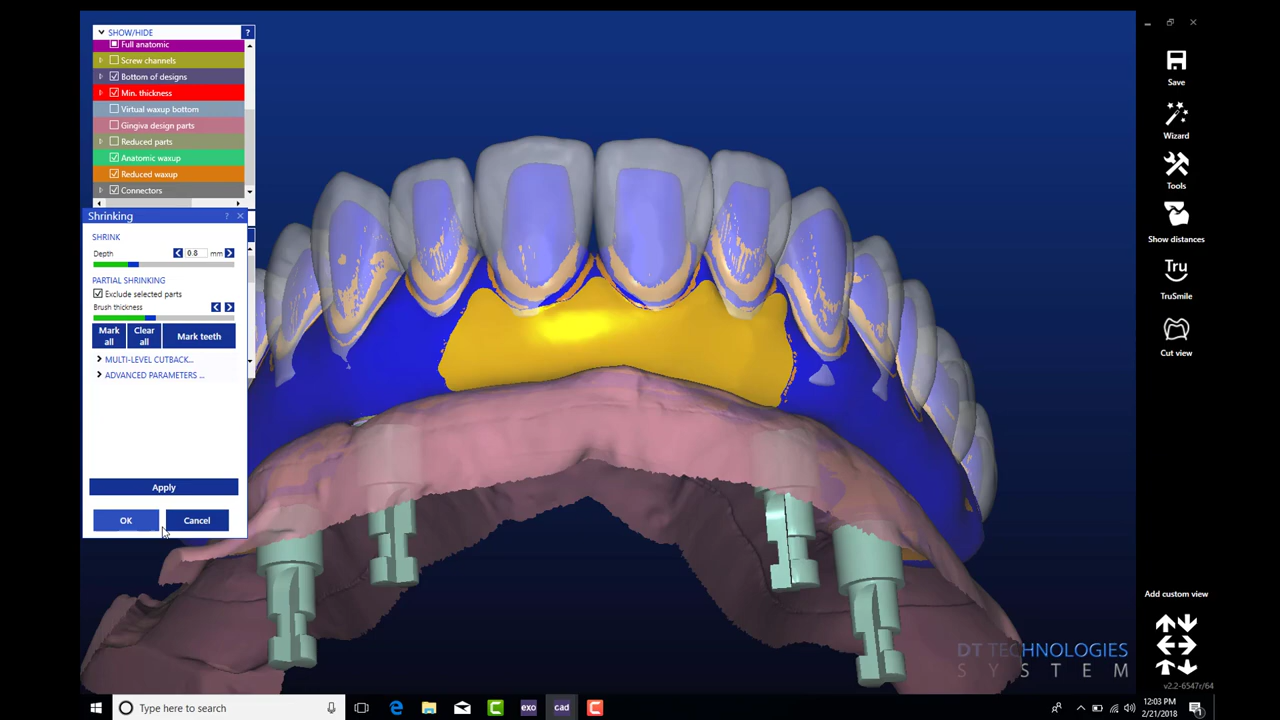 SHOW/HIDE
?
Full anatomic
Screw channels
Bottom of designs
Min. thickness
Virtual waxup bottom
Gingiva design parts
Reduced parts
Anatomic waxup
Reduced waxup
Connectors
Shrinking
?
SHRINK
Depth 0.8 mm
PARTIAL SHRINKING
Exclude selected parts
Brush thickness
Mark all
Clear all
Mark teeth
MULTI-LEVEL CUTBACK...
ADVANCED PARAMETERS ...
Apply
OK
Cancel
Save
Wizard
Tools
Show distances
Tru
TruSmile
Cut view
Add custom view
v2.2-6547r/64
DT TECHNOLOGIES
SYSTEM
Type here to search
exo
cad
12:03 PM
2/21/2018